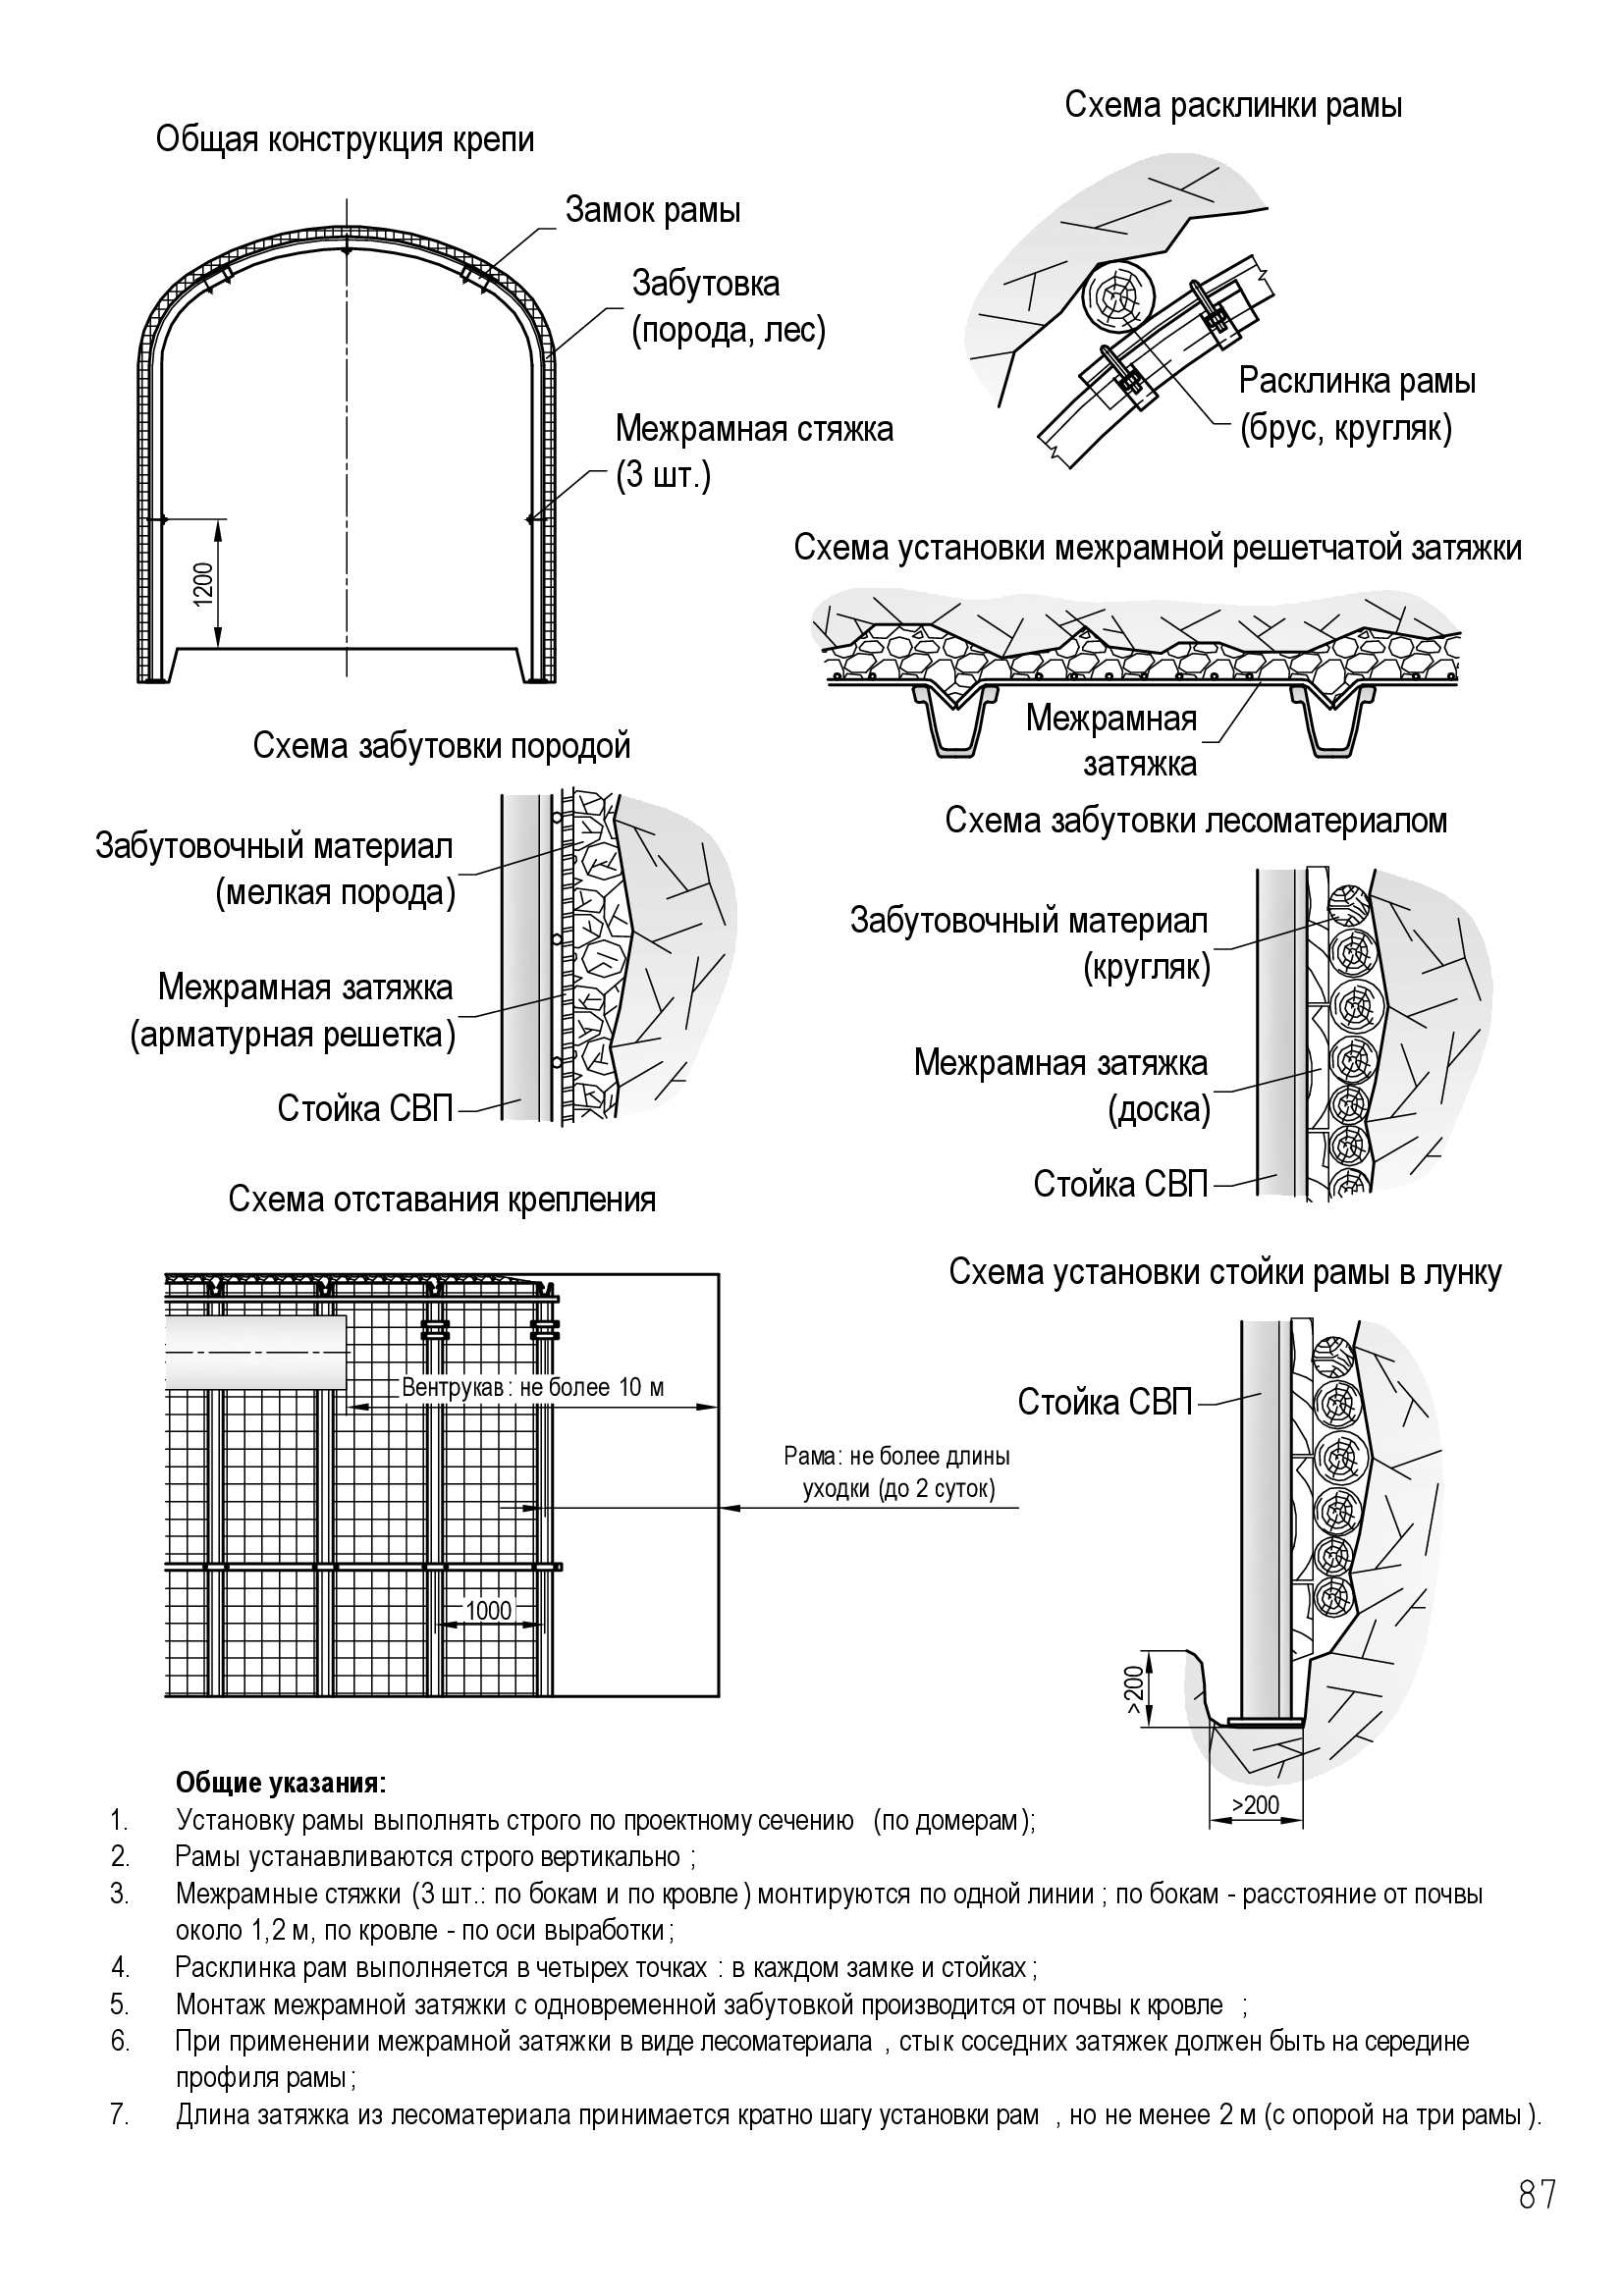 Общая конструкция крепи
Замок рамы
Забутовка
(порода, лес)
Межрамная стяжка
(3 шт.)
1200
Схема расклинки рамы
Расклинка рамы
(брус, кругляк)
Схема установки межрамной решетчатой затяжки
Межрамная
затяжка
Схема забутовки породой
Забутовочный материал
(мелкая порода)
Межрамная затяжка
(арматурная решетка)
Стойка СВП
Схема забутовки лесоматериалом
Забутовочный материал
(кругляк)
Межрамная затяжка
(доска)
Стойка СВП
Схема отставания крепления
Вентрукав: не более 10 м
Рама: не более длины
уходки (до 2 суток)
1000
Схема установки стойки рамы в лунку
Стойка СВП
>200
>200
Общие указания:
1. Установку рамы выполнять строго по проектному сечению (по домерам);
2. Рамы устанавливаются строго вертикально ;
3. Межрамные стяжки (3 шт.: по бокам и по кровле) монтируются по одной линии ; по бокам - расстояние от почвы
около 1,2 м, по кровле - по оси выработки ;
4. Расклинка рам выполняется в четырех точках : в каждом замке и стойках ;
5. Монтаж межрамной затяжки с одновременной забутовкой производится от почвы к кровле ;
6. При применении межрамной затяжки в виде лесоматериала , стык соседних затяжек должен быть на середине
профиля рамы ;
7. Длина затяжка из лесоматериала принимается кратно шагу установки рам , но не менее 2 м (с опорой на три рамы ).
87